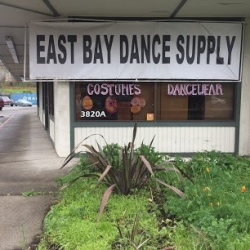 EAST BAY DANCE SUPPLY
COSTUMES DANCEWEAR
3820A